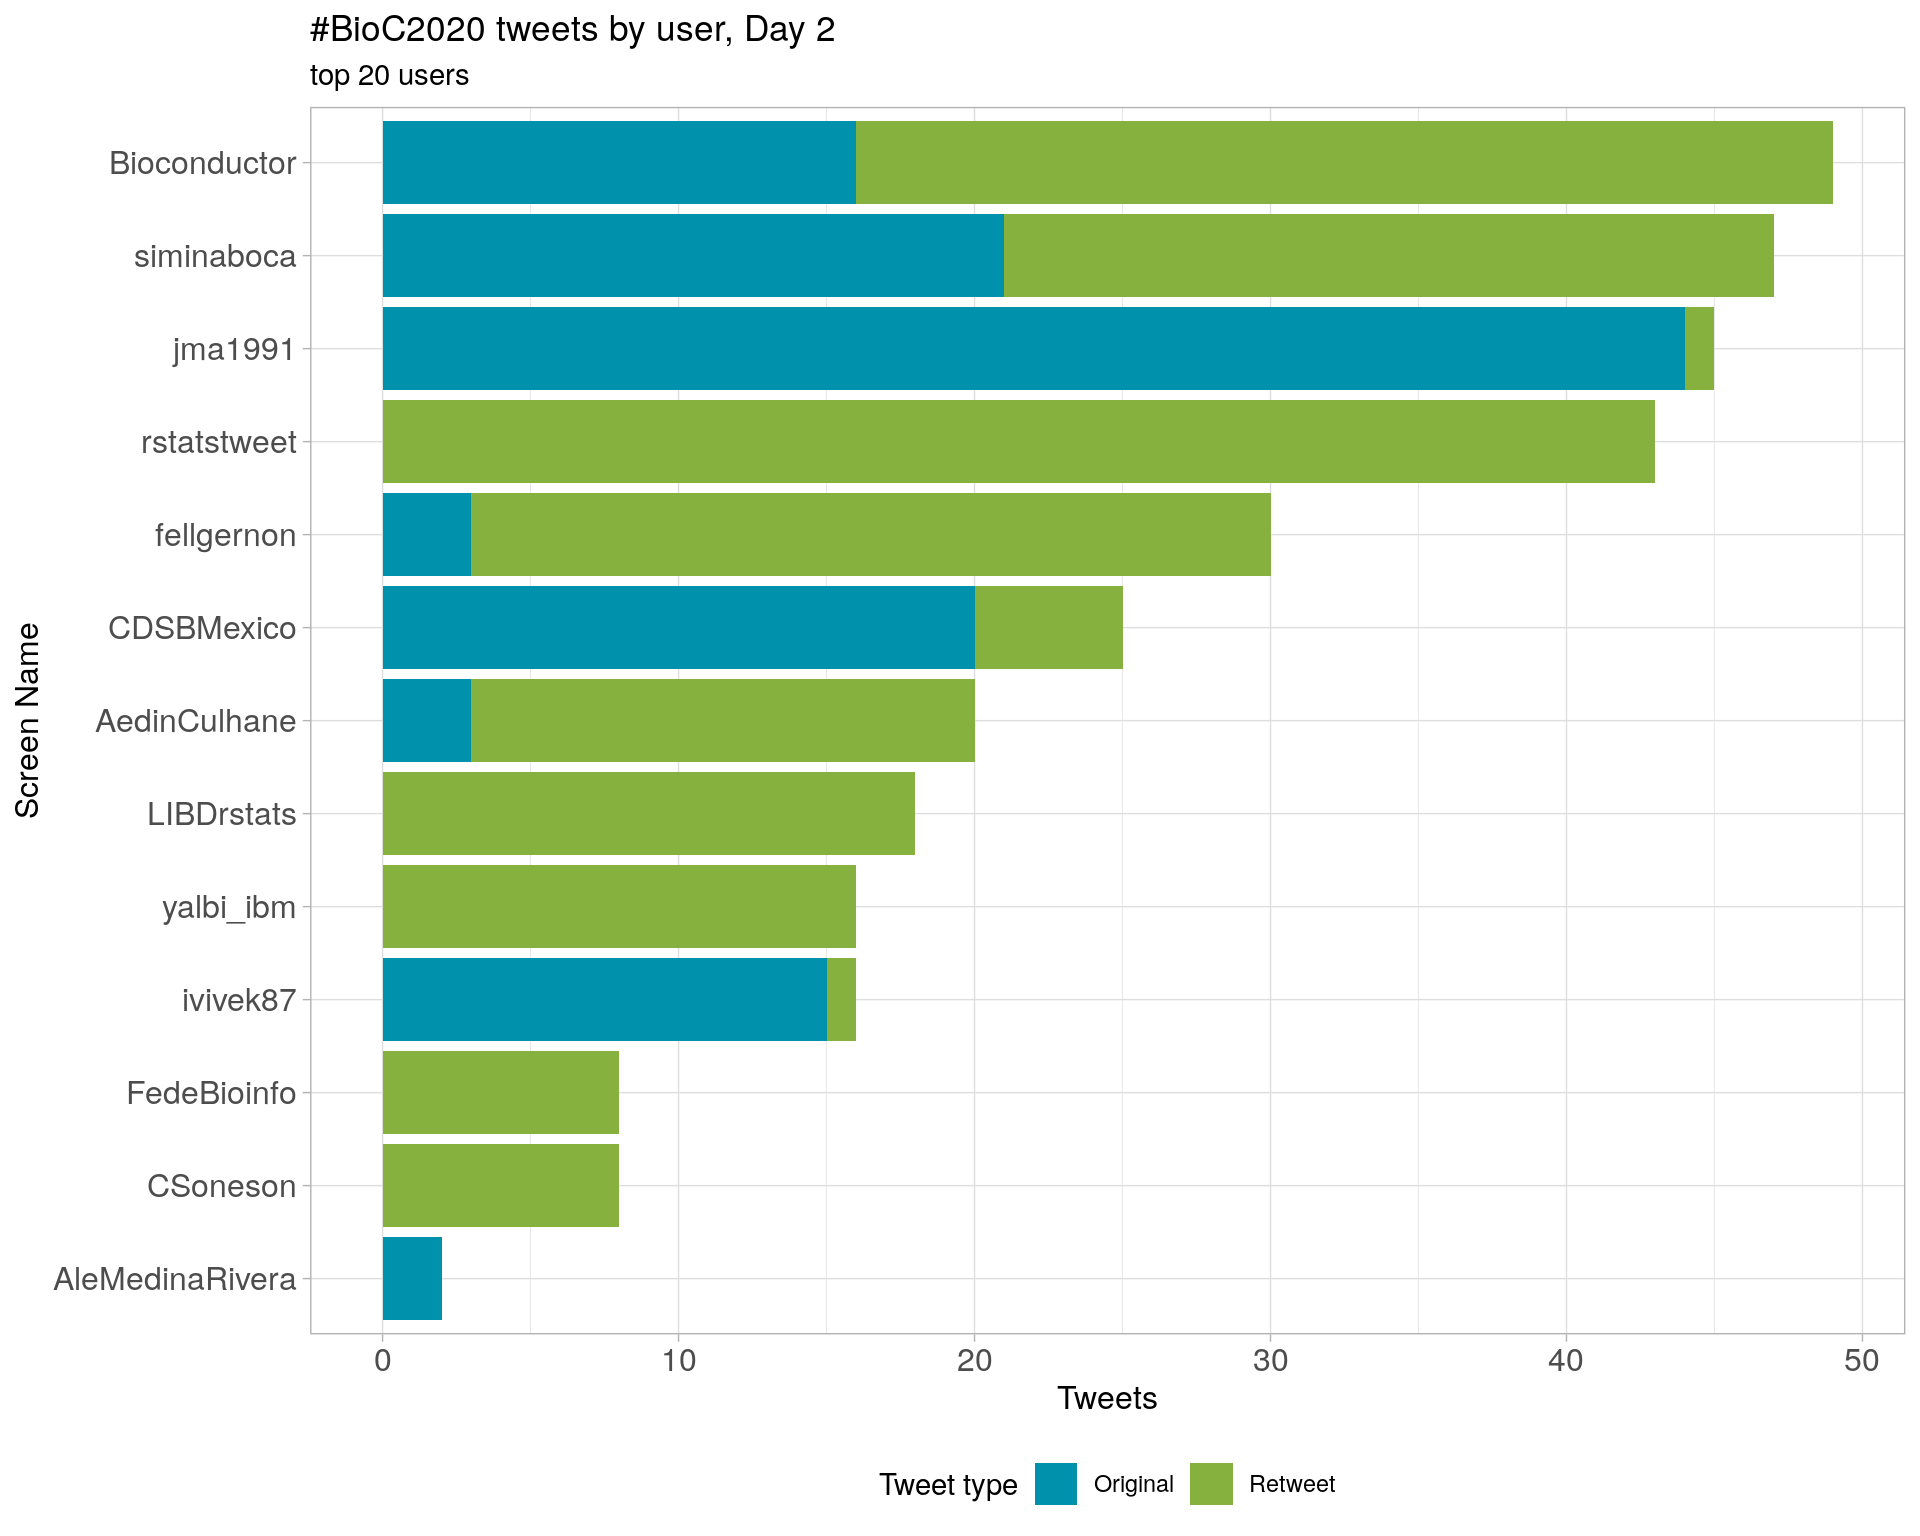 #BioC2020 tweets by user, Day 2
top 20 users
Screen Name
Bioconductor
siminaboca
jma1991
rstatstweet
fellgernon
CDSBMexico
AedinCulhane
LIBDrstats
yalbi_ibm
ivivek87
FedeBioinfo
CSoneson
AleMedinaRivera
0 10 20 30 40 50
Tweets
Tweet type Original Retweet